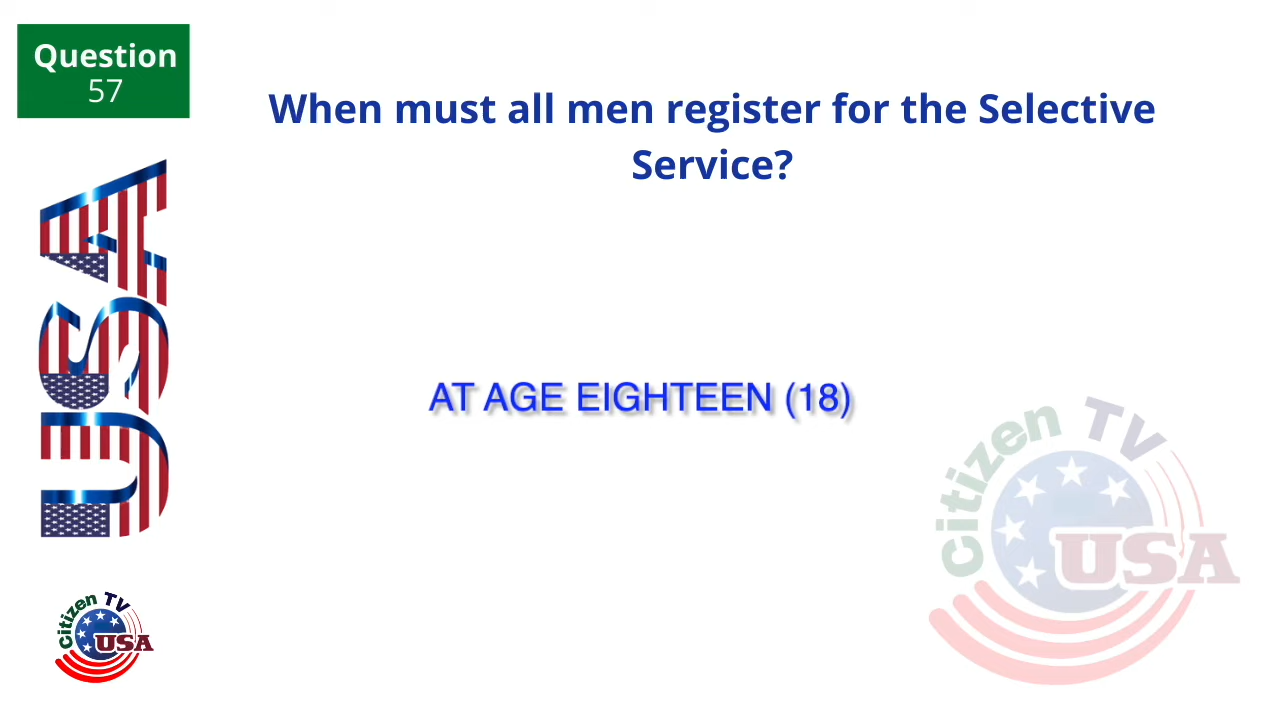 Question
57
When must all men register for the Selective
Service?
AT AGE EIGHTEEN (18)
USA
Citizen TV
USA
Citizen TV
USA